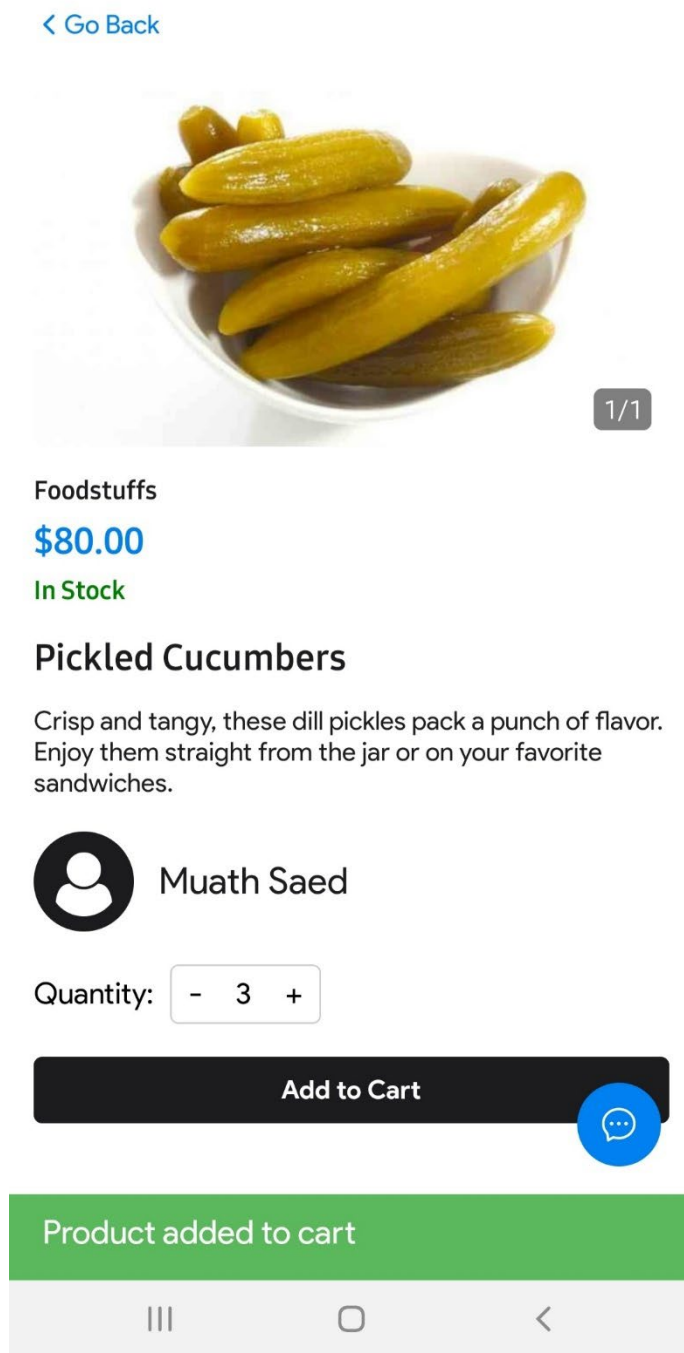 Go Back
1/1
Foodstuffs
$80.00
In Stock
Pickled Cucumbers
Crisp and tangy, these dill pickles pack a punch of flavor.
Enjoy them straight from the jar or on your favorite
sandwiches.
Muath Saed
Quantity: - 3 +
Add to Cart
Product added to cart